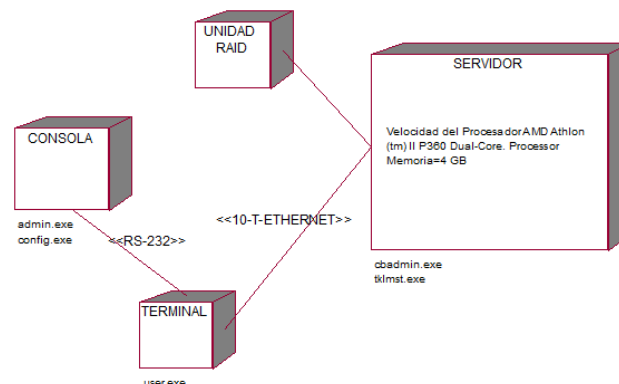 UNIDAD
RAID
SERVIDOR
Velocidad del Procesador AMD Athlon
(tm) II P360 Dual-Core. Processor
Memoria=4 GB
CONSOLA
admin.exe
config.exe
<<RS-232>>
<<10-T-ETHERNET>>
cbadmin.exe
tklmst.exe
TERMINAL
user.exe